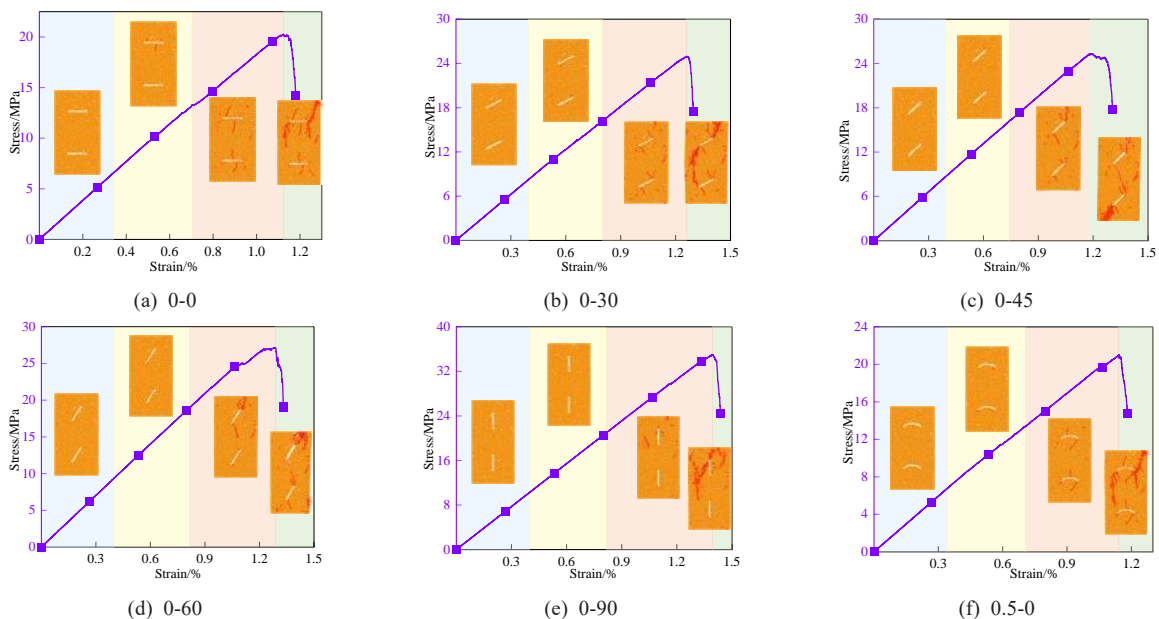 20
15
10
5
0
Stress/MPa
0.2 0.4 0.6 0.8 1.0 1.2
Strain/%
(a) 0-0
30
24
18
12
6
0
Stress/MPa
0.3 0.6 0.9 1.2 1.5
Strain/%
(b) 0-30
30
24
18
12
6
0
Stress/MPa
0.3 0.6 0.9 1.2 1.5
Strain/%
(c) 0-45
30
25
20
15
10
5
0
Stress/MPa
0.3 0.6 0.9 1.2 1.5
Strain/%
(d) 0-60
40
32
24
16
8
0
Stress/MPa
0.3 0.6 0.9 1.2 1.5
Strain/%
(e) 0-90
24
20
16
12
8
4
0
Stress/MPa
0.3 0.6 0.9 1.2
Strain/%
(f) 0.5-0